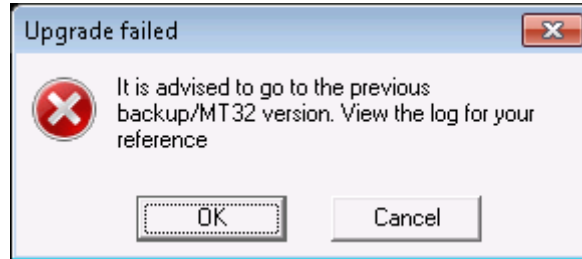 Upgrade failed
It is advised to go to the previous
backup/MT32 version. View the log for your
reference
OK
Cancel